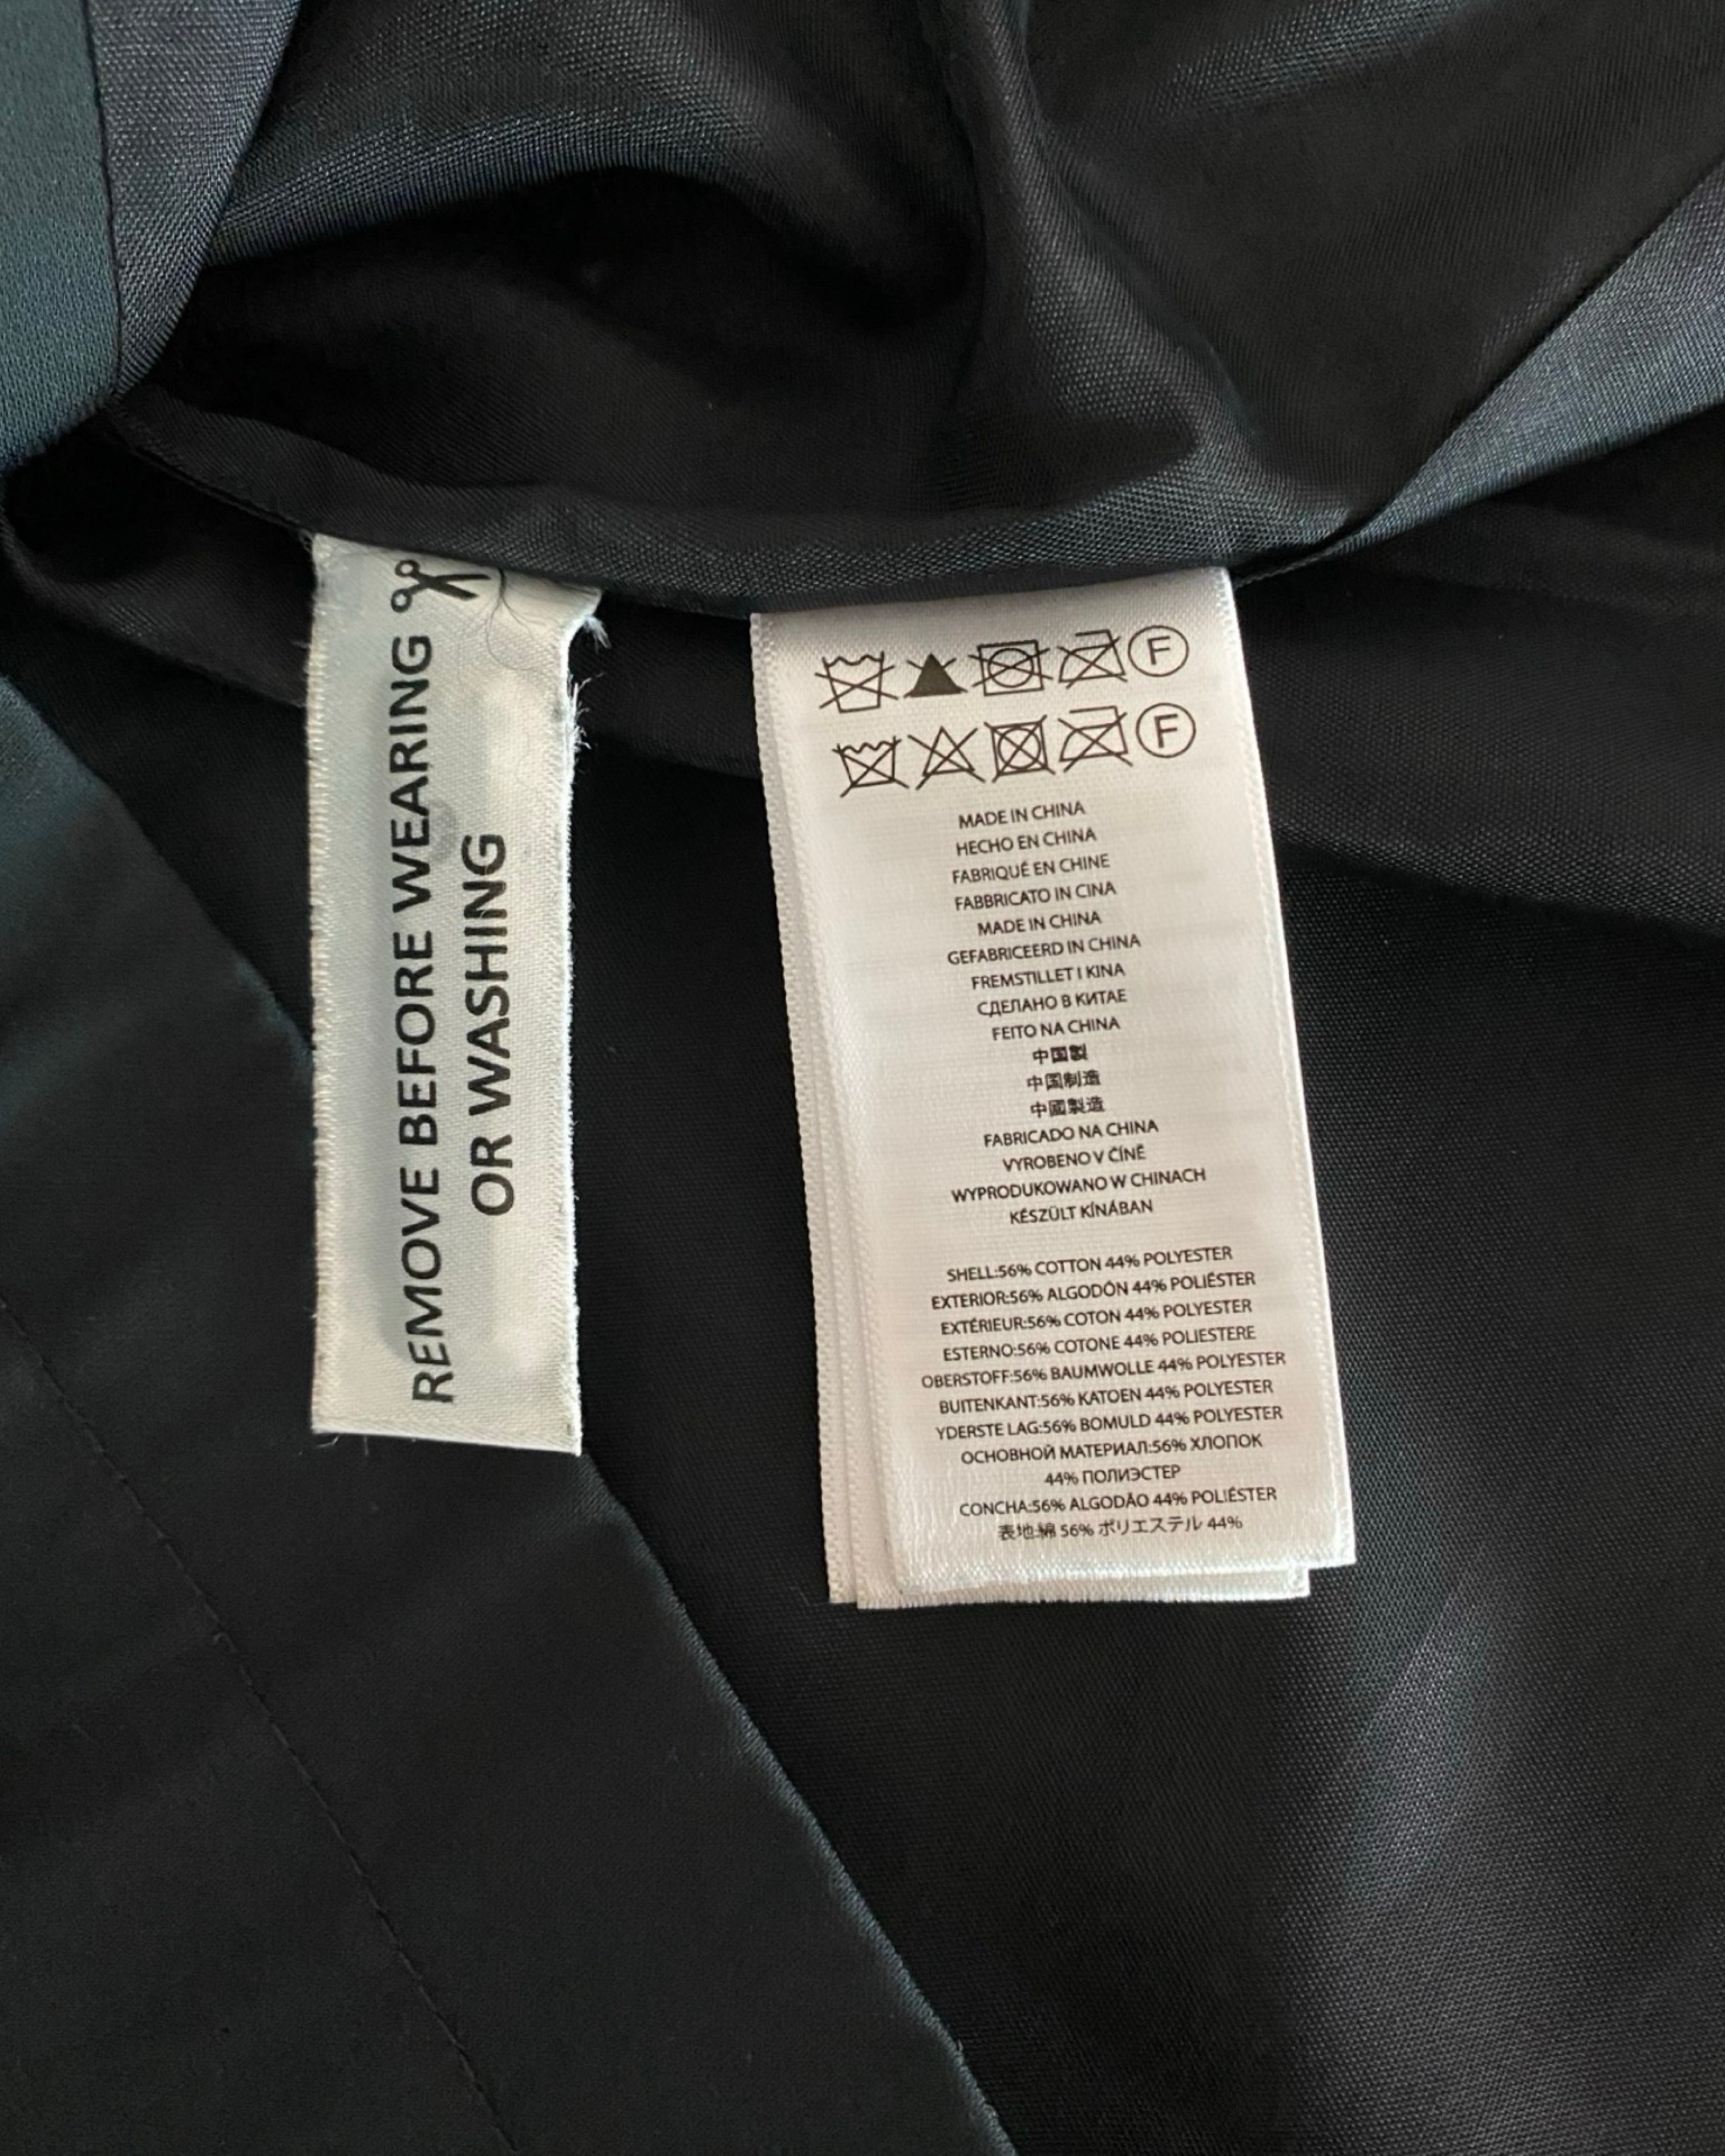 REMOVE BEFORE WEARING
OR WASHING
F
F
MADE IN CHINA
HECHO EN CHINA
FABRIQUÉ EN CHINE
FABBRICATO IN CINA
MADE IN CHINA
GEFABRICEERD IN CHINA
FREMSTILLET I KINA
СДЕЛАНО В КИТАЕ
FEITO NA CHINA
中国製
中国制造
中國製造
FABRICADO NA CHINA
VYROBENO V ČÍNĚ
WYPRODUKOWANO W CHINACH
KÉSZÜLT KÍNÁBAN
SHELL:56% COTTON 44% POLYESTER
EXTERIOR:56% ALGODÓN 44% POLIÉSTER
EXTÉRIEUR:56% COTON 44% POLYESTER
ESTERNO:56% COTONE 44% POLIESTERE
OBERSTOFF:56% BAUMWOLLE 44% POLYESTER
BUITENKANT:56% KATOEN 44% POLYESTER
YDERSTE LAG:56% BOMULD 44% POLYESTER
ОСНОВНОЙ МАТЕРИАЛ:56% ХЛОПОК
44% ПОЛИЭСТЕР
CONCHA:56% ALGODÃO 44% POLIÉSTER
表地:綿 56% ポリエステル 44%